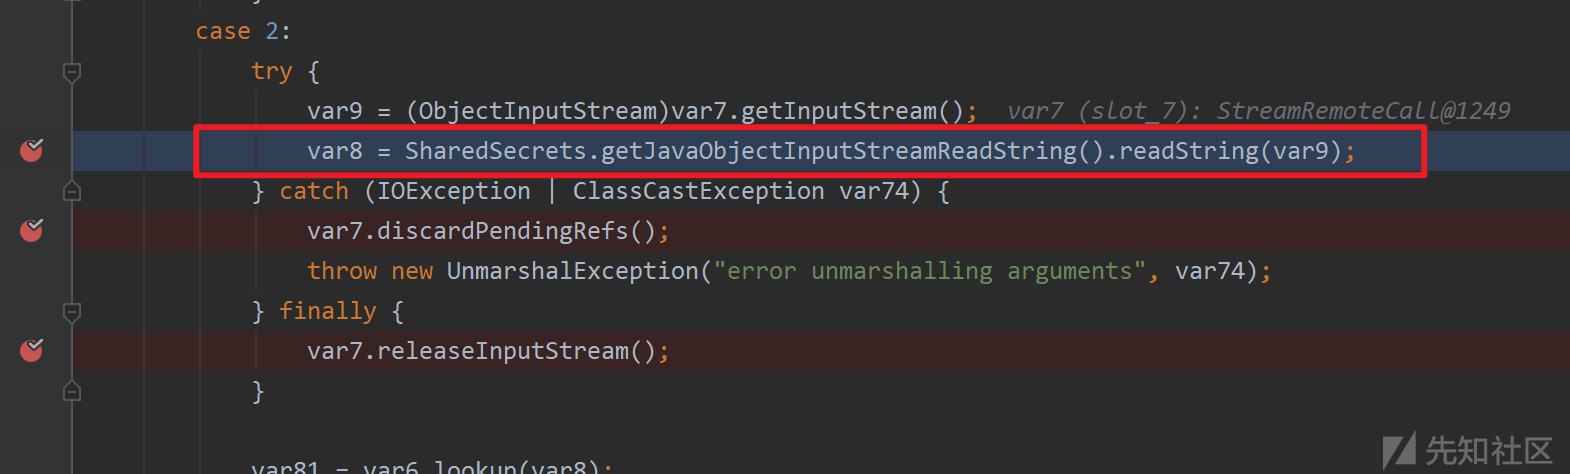 case 2:
try {
var9 = (ObjectInputStream)var7.getInputStream(); var7 (slot_7): StreamRemoteCall@1249
var8 = SharedSecrets.getJavaObjectInputStreamReadString().readString(var9);
} catch (IOException | ClassCastException var74) {
var7.discardPendingRefs();
throw new UnmarshalException("error unmarshalling arguments", var74);
} finally {
var7.releaseInputStream();
}
var81 = var6.lookup(var8);
先知社区